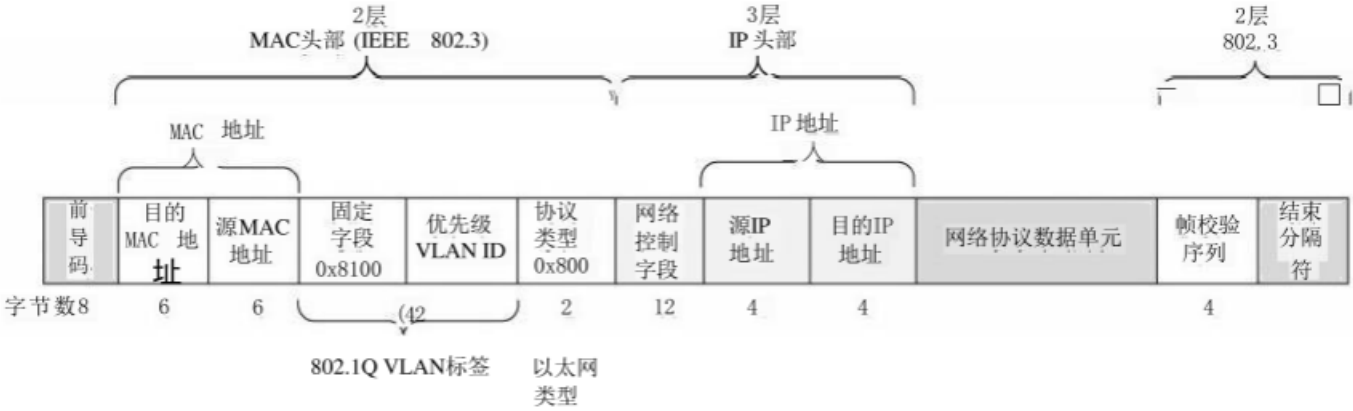 2层
MAC头部 (IEEE 802.3)
3层
IP 头部
2层
802.3
MAC 地址
IP 地址
前导码
目的
MAC 地
址
源MAC
地址
固定
字段
0x8100
优先级
VLAN ID
协议
类型
0x800
网络
控制
字段
源IP
地址
目的IP
地址
网络协议数据单元
帧校验
序列
结束
分隔
符
字节数8 6 6 (42 2 12 4 4 4
802.1Q VLAN标签
以太网
类型